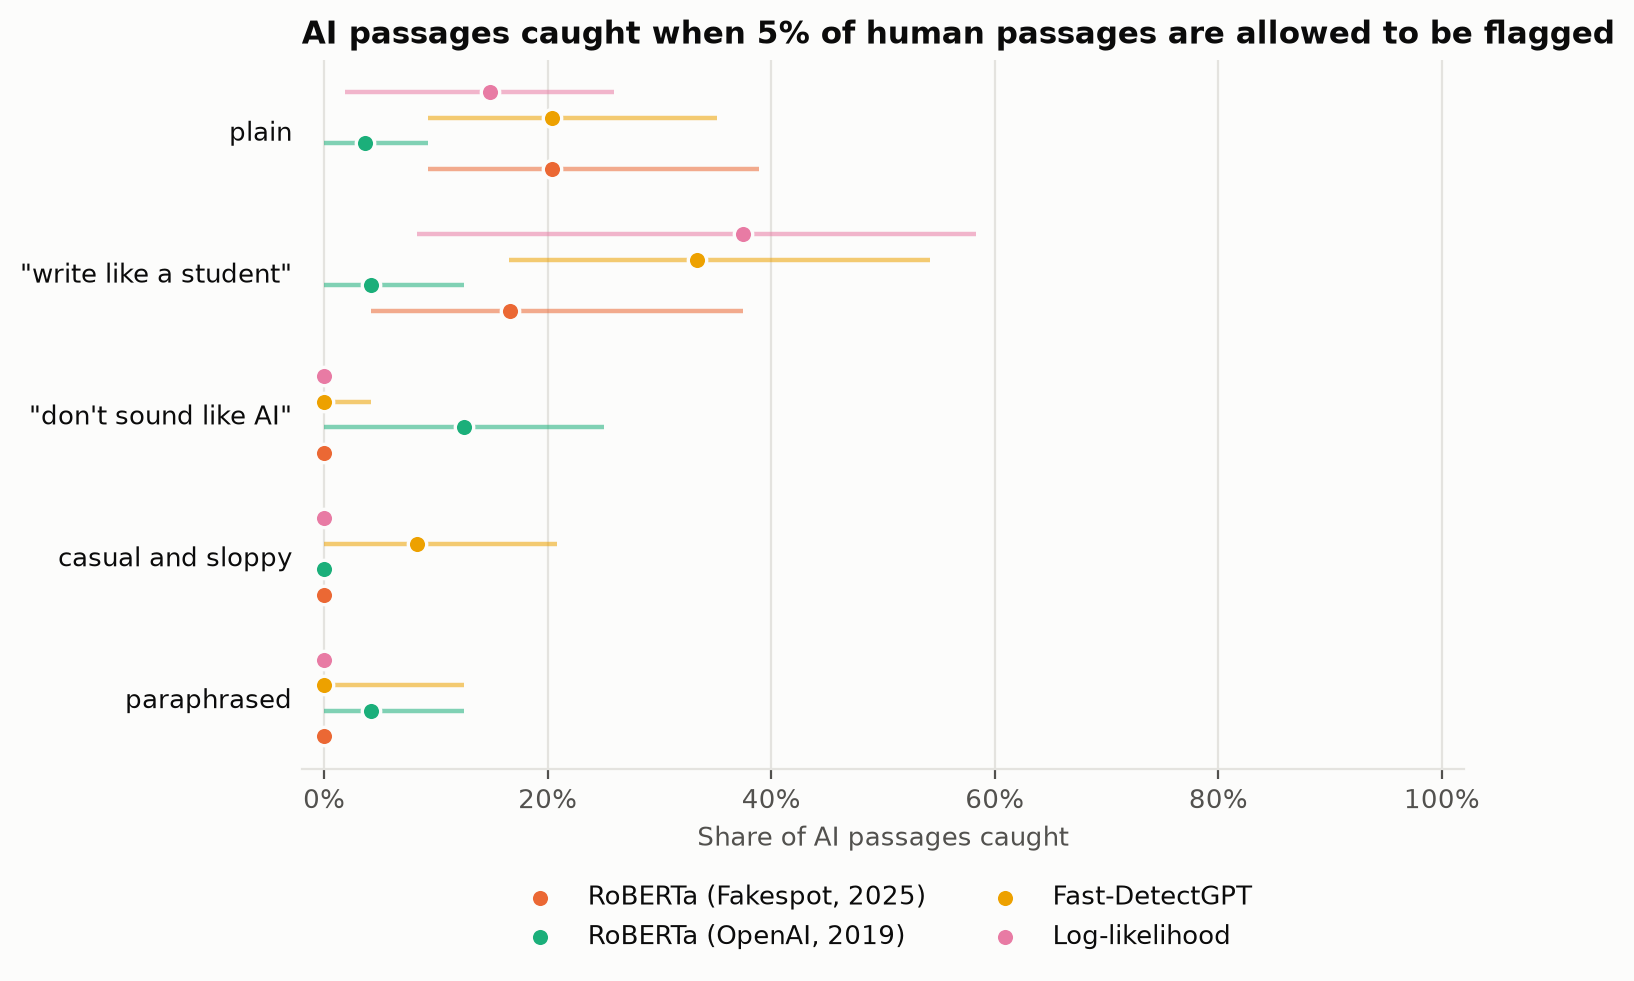 AI passages caught when 5% of human passages are allowed to be flagged
plain
"write like a student"
"don't sound like AI"
casual and sloppy
paraphrased
0% 20% 40% 60% 80% 100%
Share of AI passages caught
RoBERTa (Fakespot, 2025) Fast-DetectGPT
RoBERTa (OpenAI, 2019) Log-likelihood